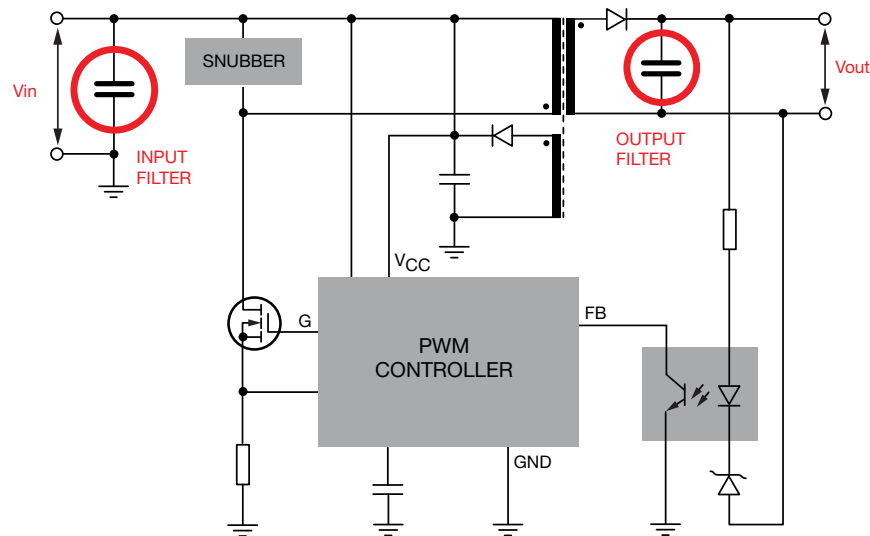 SNUBBER
Vin
Vout
INPUT
FILTER
OUTPUT
FILTER
VCC
G
FB
PWM
CONTROLLER
GND